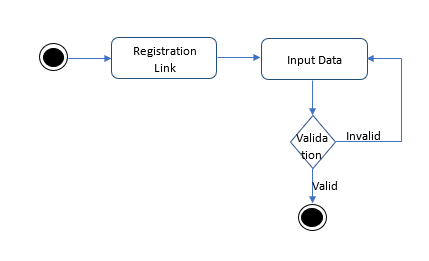 Registration
Link
Input Data
Valida
tion
Invalid
Valid